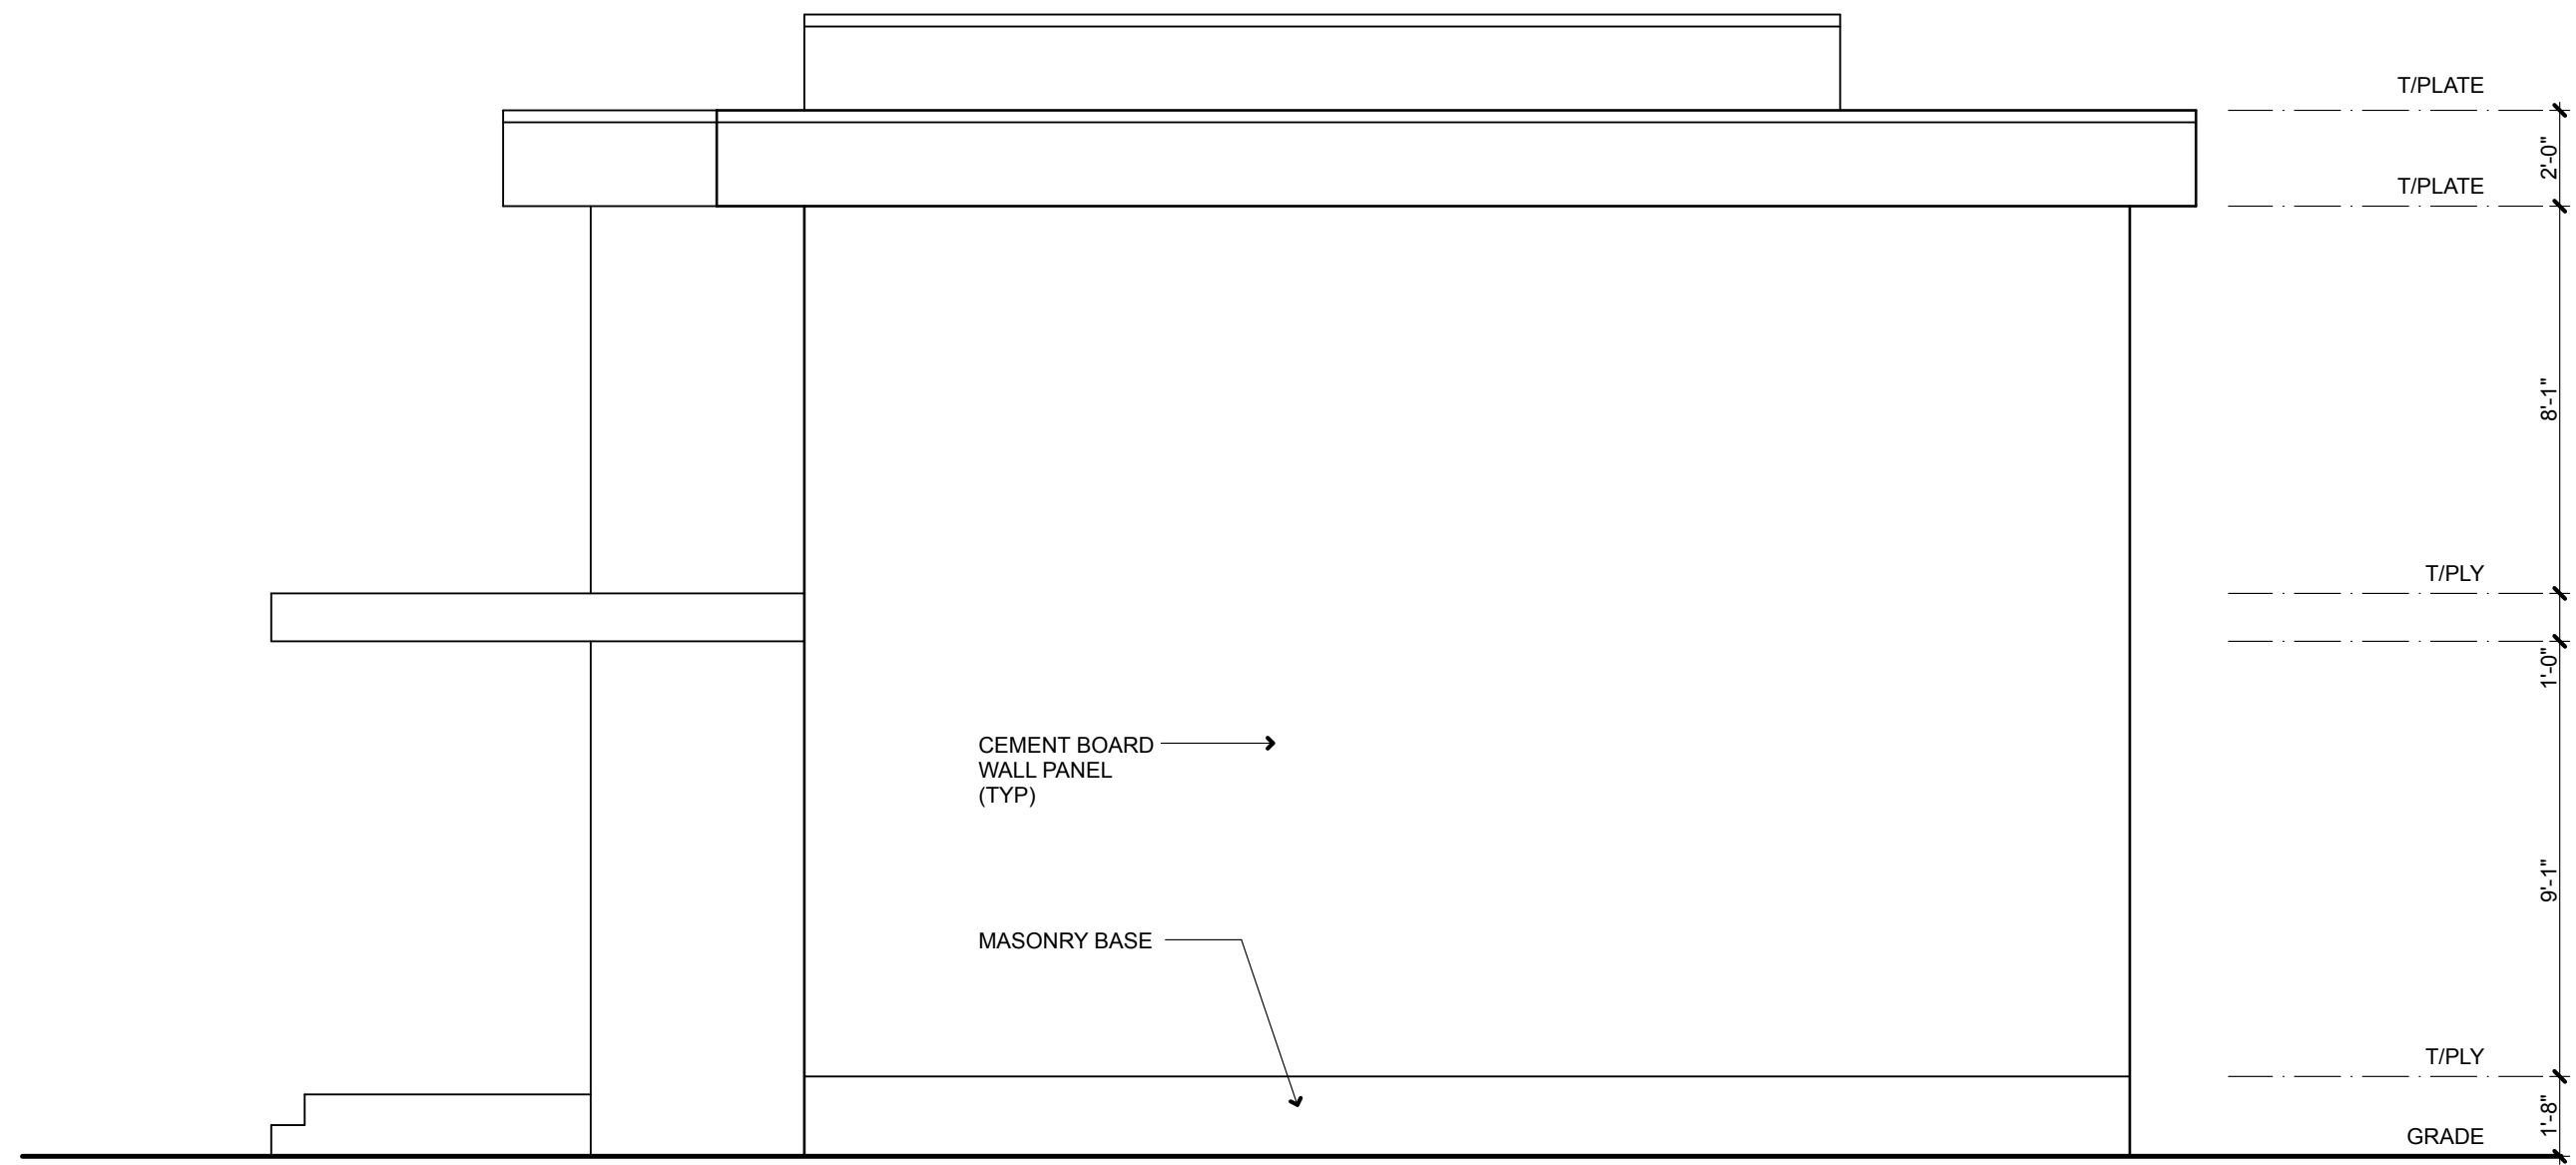 T/PLATE
2'-0"
T/PLATE
8'-1"
T/PLY
1'-0"
CEMENT BOARD
WALL PANEL
(TYP)
9'-1"
MASONRY BASE
T/PLY
1'-8"
GRADE